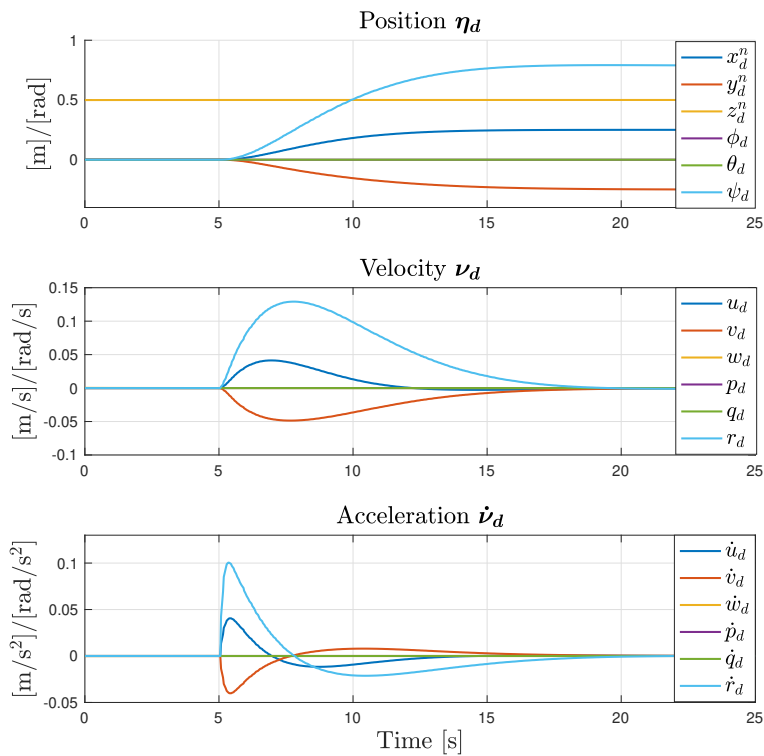 Position η_d
[m]/[rad]
1
0.5
0
0 5 10 15 20 25
x_d^n
y_d^n
z_d^n
ϕ_d
θ_d
ψ_d
Velocity ν_d
[m/s]/[rad/s]
0.15
0.1
0.05
0
-0.05
-0.1
0 5 10 15 20 25
u_d
v_d
w_d
p_d
q_d
r_d
Acceleration ν̇_d
[m/s²]/[rad/s²]
0.1
0.05
0
-0.05
0 5 10 15 20 25
u̇_d
v̇_d
ẇ_d
ṗ_d
q̇_d
ṙ_d
Time [s]